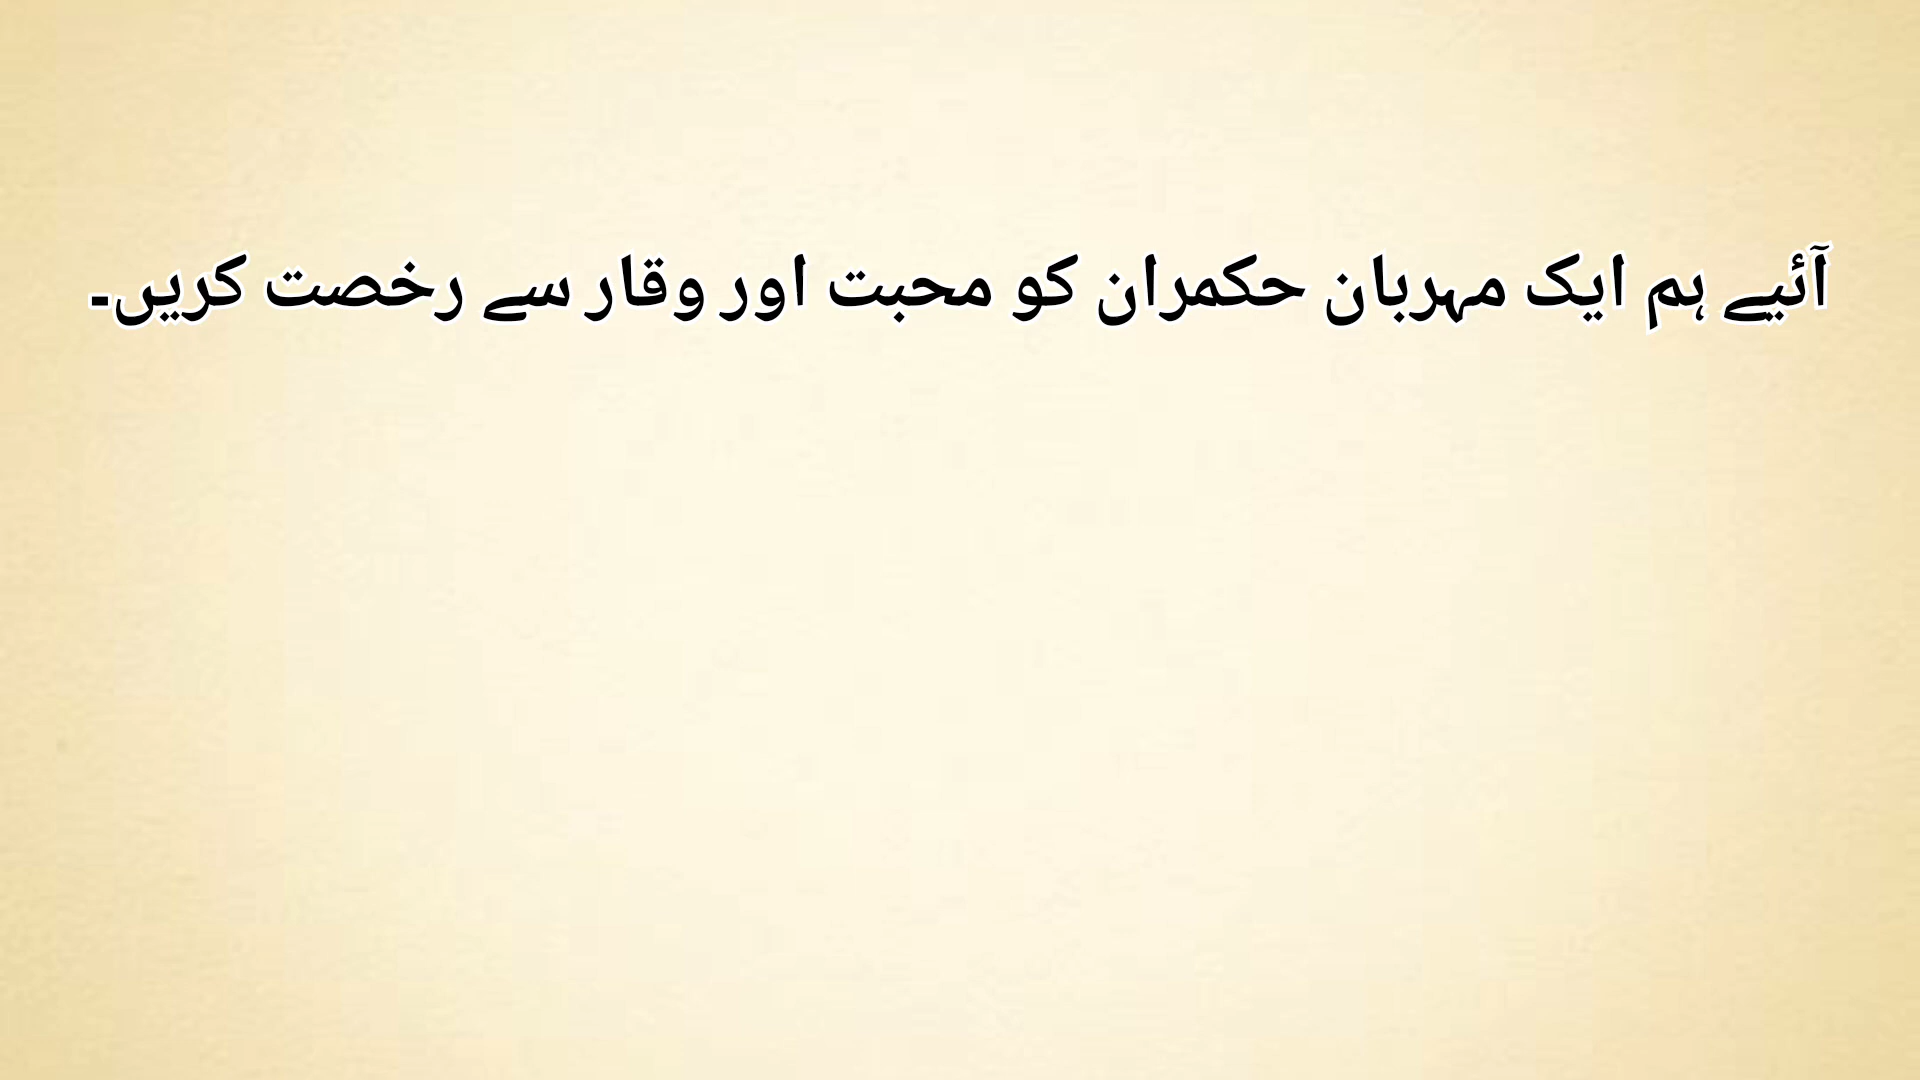 آئیے ہم ایک مہربان حکمران کو محبت اور وقار سے رخصت کریں۔